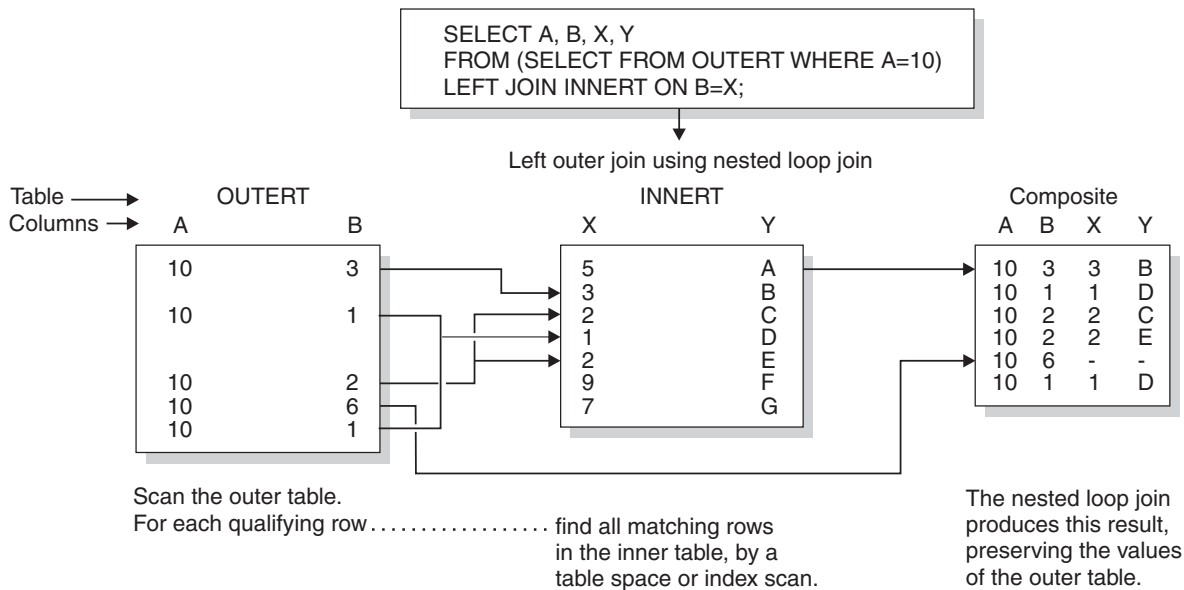 SELECT A, B, X, Y
FROM (SELECT FROM OUTERT WHERE A=10)
LEFT JOIN INNERT ON B=X;
Left outer join using nested loop join
Table OUTERT INNERT Composite
Columns A B X Y A B X Y
10 3 5 A 10 3 3 B
3 B 10 1 1 D
10 1 2 C 10 2 2 C
1 D 10 2 2 E
2 E 10 6 - -
10 2 9 F 10 1 1 D
10 6 7 G
10 1
Scan the outer table.
For each qualifying row .................. find all matching rows
in the inner table, by a
table space or index scan.
The nested loop join
produces this result,
preserving the values
of the outer table.